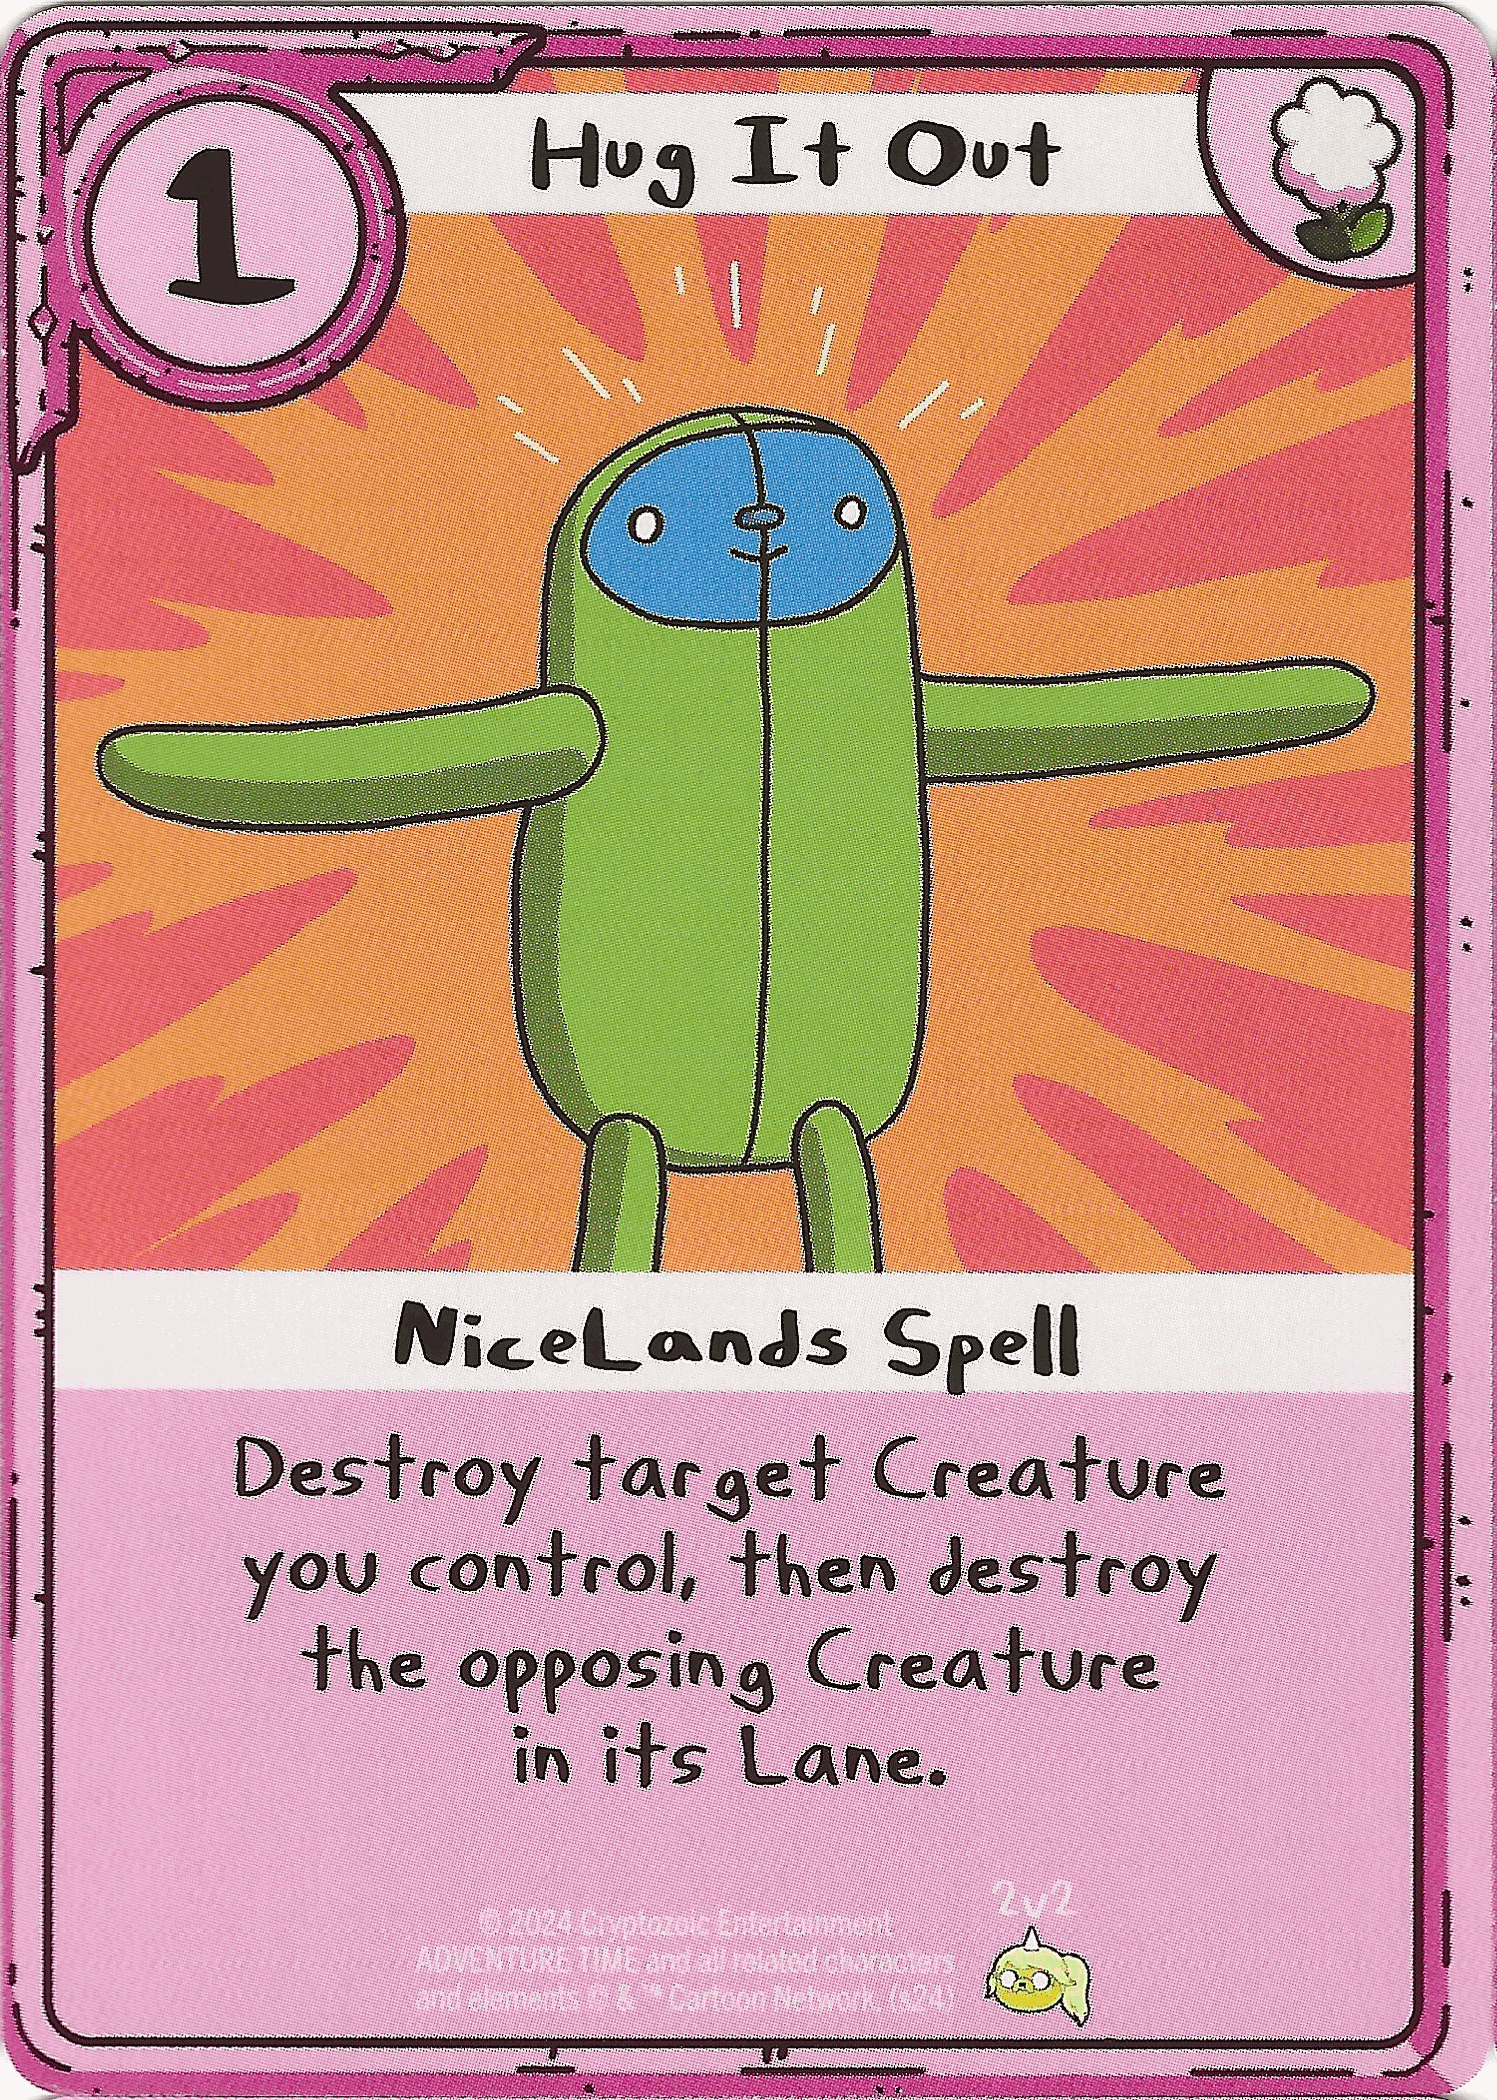 1
Hug It Out
NiceLands Spell
Destroy target Creature
you control, then destroy
the opposing Creature
in its Lane.
2v2
© 2024 Cryptozoic Entertainment
ADVENTURE TIME and all related characters
and elements © & ™ Cartoon Network. (s24)